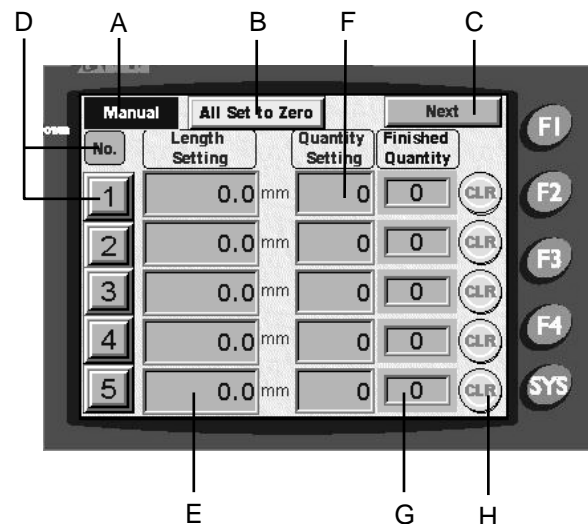 D A B F C
Manual All Set to Zero Next
No. Length Setting Quantity Setting Finished Quantity
1 0.0 mm 0 0 CLR
2 0.0 mm 0 0 CLR
3 0.0 mm 0 0 CLR
4 0.0 mm 0 0 CLR
5 0.0 mm 0 0 CLR
F1
F2
F3
F4
SYS
E G H